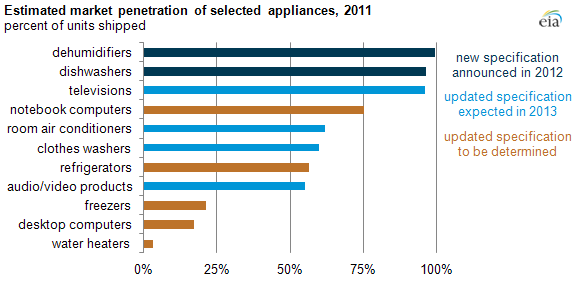 Estimated market penetration of selected appliances, 2011
percent of units shipped
eia
dehumidifiers
dishwashers
televisions
notebook computers
room air conditioners
clothes washers
refrigerators
audio/video products
freezers
desktop computers
water heaters
0%
25%
50%
75%
100%
new specification
announced in 2012
updated specification
expected in 2013
updated specification
to be determined